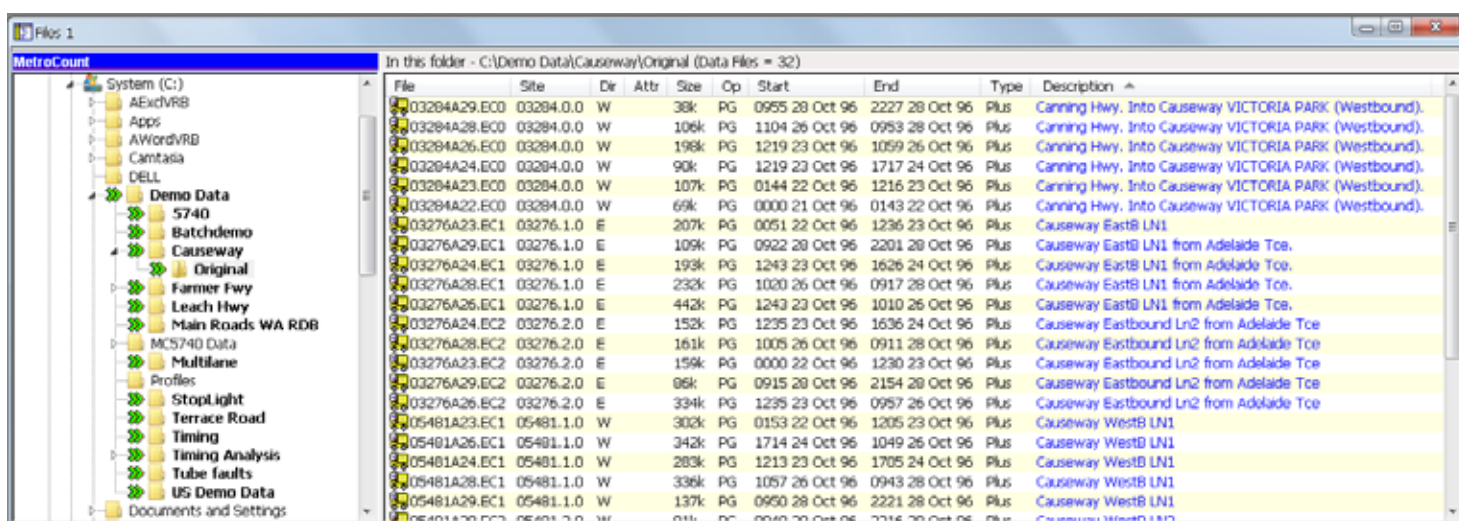 Files 1
MetroCount
System (C:)
AExclVRB
Apps
AWordVRB
Camtasia
DELL
Demo Data
5740
Batchdemo
Causeway
Original
Farmer Fwy
Leach Hwy
Main Roads WA RDB
MC5740 Data
Multilane
Profiles
StopLight
Terrace Road
Timing
Timing Analysis
Tube faults
US Demo Data
Documents and Settings
In this folder - C:\Demo Data\Causeway\Original (Data Files = 32)
File Site Dir Attr Size Op Start End Type Description
03284A29.EC0 03284.0.0 W 38k PG 0955 28 Oct 96 2227 28 Oct 96 Plus Canning Hwy. Into Causeway VICTORIA PARK (Westbound).
03284A28.EC0 03284.0.0 W 106k PG 1104 26 Oct 96 0953 28 Oct 96 Plus Canning Hwy. Into Causeway VICTORIA PARK (Westbound).
03284A26.EC0 03284.0.0 W 198k PG 1219 23 Oct 96 1059 26 Oct 96 Plus Canning Hwy. Into Causeway VICTORIA PARK (Westbound).
03284A24.EC0 03284.0.0 W 90k PG 1219 23 Oct 96 1717 24 Oct 96 Plus Canning Hwy. Into Causeway VICTORIA PARK (Westbound).
03284A23.EC0 03284.0.0 W 107k PG 0144 22 Oct 96 1216 23 Oct 96 Plus Canning Hwy. Into Causeway VICTORIA PARK (Westbound).
03284A22.EC0 03284.0.0 W 69k PG 0000 21 Oct 96 0143 22 Oct 96 Plus Canning Hwy. Into Causeway VICTORIA PARK (Westbound).
03276A23.EC1 03276.1.0 E 207k PG 0051 22 Oct 96 1236 23 Oct 96 Plus Causeway EastB LN1
03276A29.EC1 03276.1.0 E 109k PG 0922 28 Oct 96 2201 28 Oct 96 Plus Causeway EastB LN1 from Adelaide Tce.
03276A24.EC1 03276.1.0 E 193k PG 1243 23 Oct 96 1626 24 Oct 96 Plus Causeway EastB LN1 from Adelaide Tce.
03276A28.EC1 03276.1.0 E 232k PG 1020 26 Oct 96 0917 28 Oct 96 Plus Causeway EastB LN1 from Adelaide Tce.
03276A26.EC1 03276.1.0 E 442k PG 1243 23 Oct 96 1010 26 Oct 96 Plus Causeway EastB LN1 from Adelaide Tce.
03276A24.EC2 03276.2.0 E 152k PG 1235 23 Oct 96 1636 24 Oct 96 Plus Causeway Eastbound Ln2 from Adelaide Tce
03276A28.EC2 03276.2.0 E 161k PG 1005 26 Oct 96 0911 28 Oct 96 Plus Causeway Eastbound Ln2 from Adelaide Tce
03276A23.EC2 03276.2.0 E 159k PG 0000 22 Oct 96 1230 23 Oct 96 Plus Causeway Eastbound Ln2 from Adelaide Tce
03276A29.EC2 03276.2.0 E 86k PG 0915 28 Oct 96 2154 28 Oct 96 Plus Causeway Eastbound Ln2 from Adelaide Tce
03276A26.EC2 03276.2.0 E 334k PG 1235 23 Oct 96 0957 26 Oct 96 Plus Causeway Eastbound Ln2 from Adelaide Tce
05481A23.EC1 05481.1.0 W 302k PG 0153 22 Oct 96 1205 23 Oct 96 Plus Causeway WestB LN1
05481A26.EC1 05481.1.0 W 342k PG 1714 24 Oct 96 1049 26 Oct 96 Plus Causeway WestB LN1
05481A24.EC1 05481.1.0 W 283k PG 1213 23 Oct 96 1705 24 Oct 96 Plus Causeway WestB LN1
05481A28.EC1 05481.1.0 W 336k PG 1057 26 Oct 96 0943 28 Oct 96 Plus Causeway WestB LN1
05481A29.EC1 05481.1.0 W 137k PG 0950 28 Oct 96 2221 28 Oct 96 Plus Causeway WestB LN1